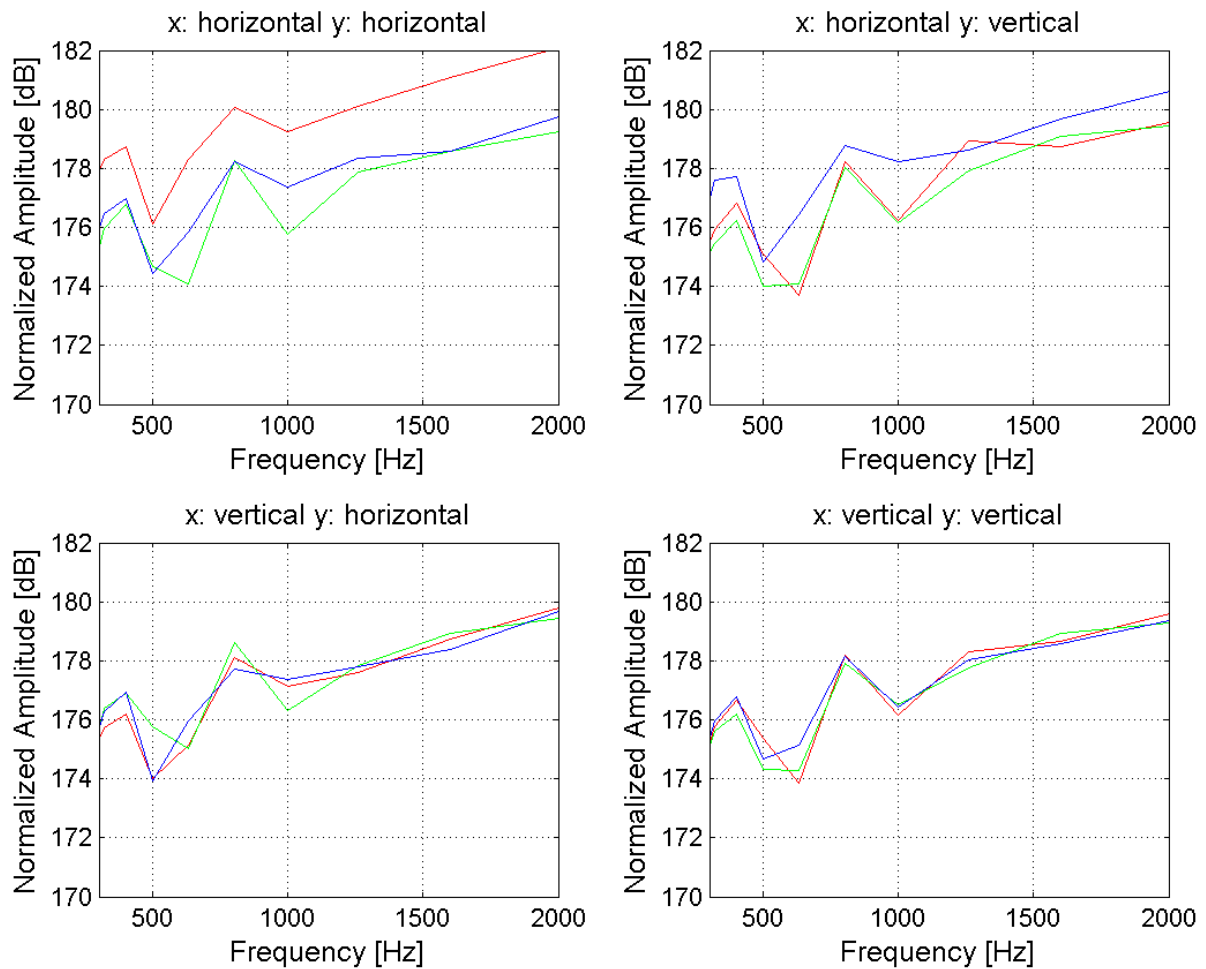 x: horizontal y: horizontal
Normalized Amplitude [dB]
182
180
178
176
174
172
170
500 1000 1500 2000
Frequency [Hz]
x: horizontal y: vertical
Normalized Amplitude [dB]
182
180
178
176
174
172
170
500 1000 1500 2000
Frequency [Hz]
x: vertical y: horizontal
Normalized Amplitude [dB]
182
180
178
176
174
172
170
500 1000 1500 2000
Frequency [Hz]
x: vertical y: vertical
Normalized Amplitude [dB]
182
180
178
176
174
172
170
500 1000 1500 2000
Frequency [Hz]